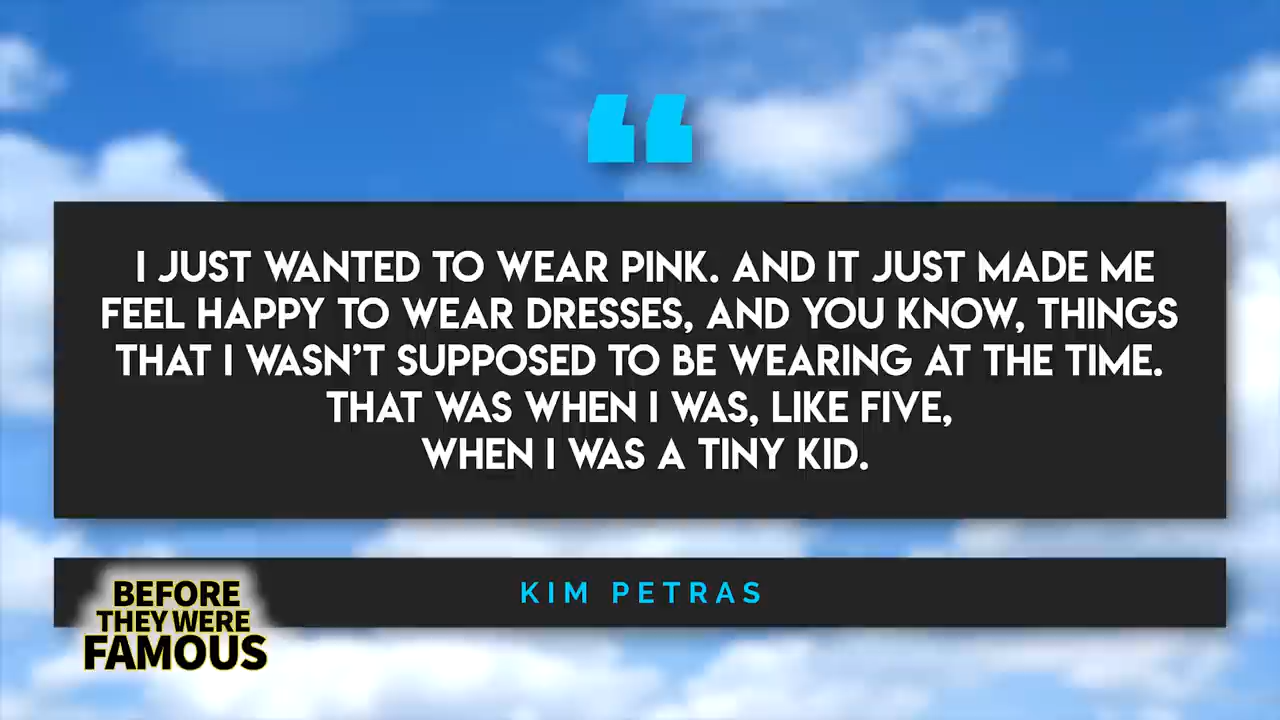 “
I JUST WANTED TO WEAR PINK. AND IT JUST MADE ME
FEEL HAPPY TO WEAR DRESSES, AND YOU KNOW, THINGS
THAT I WASN’T SUPPOSED TO BE WEARING AT THE TIME.
THAT WAS WHEN I WAS, LIKE FIVE,
WHEN I WAS A TINY KID.
KIM PETRAS
BEFORE
THEY WERE
FAMOUS